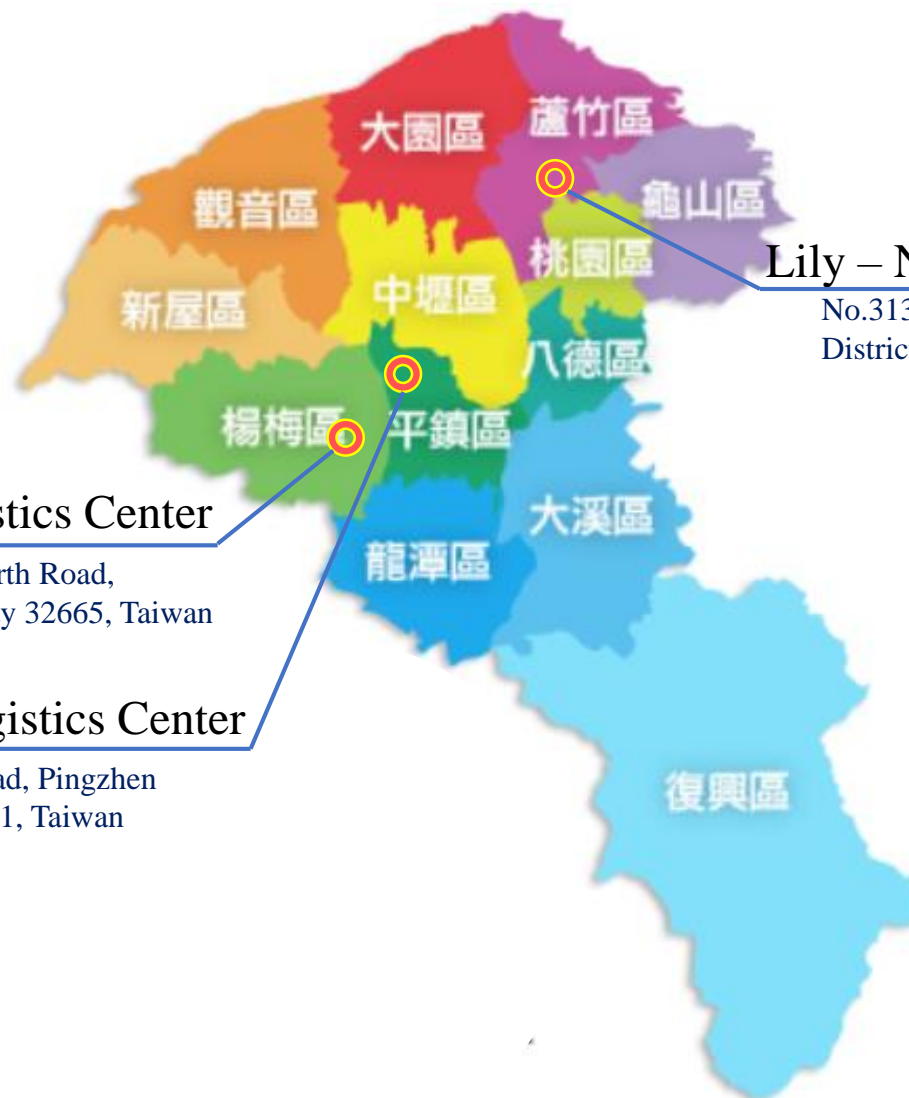 蘆竹區
大園區
龜山區
觀音區
桃園區
Lily – N
中壢區
No.313
新屋區
Distric
八德區
楊梅區
平鎮區
stics Center
大溪區
龍潭區
rth Road,
y 32665, Taiwan
gistics Center
ad, Pingzhen
復興區
1, Taiwan